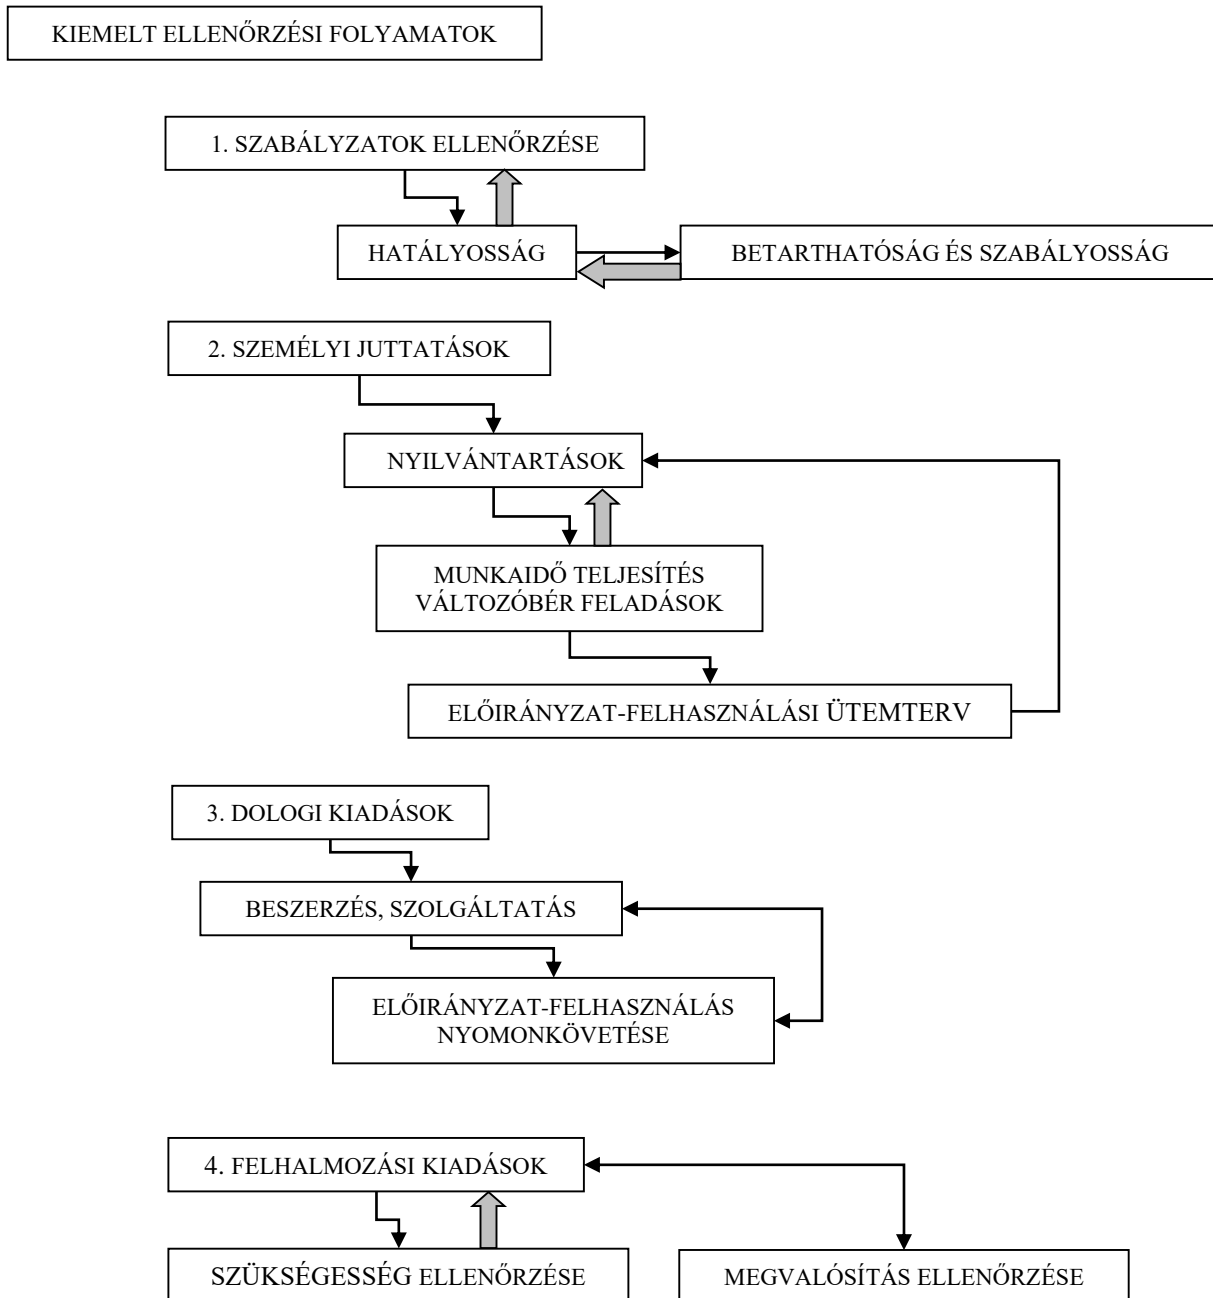 KIEMELT ELLENŐRZÉSI FOLYAMATOK
1. SZABÁLYZATOK ELLENŐRZÉSE
HATÁLYOSSÁG
BETARTHATÓSÁG ÉS SZABÁLYOSSÁG
2. SZEMÉLYI JUTTATÁSOK
NYILVÁNTARTÁSOK
MUNKAIDŐ TELJESÍTÉS
VÁLTOZÓBÉR FELADÁSOK
ELŐIRÁNYZAT-FELHASZNÁLÁSI ÜTEMTERV
3. DOLOGI KIADÁSOK
BESZERZÉS, SZOLGÁLTATÁS
ELŐIRÁNYZAT-FELHASZNÁLÁS
NYOMONKÖVETÉSE
4. FELHALMOZÁSI KIADÁSOK
SZÜKSÉGESSÉG ELLENŐRZÉSE
MEGVALÓSÍTÁS ELLENŐRZÉSE